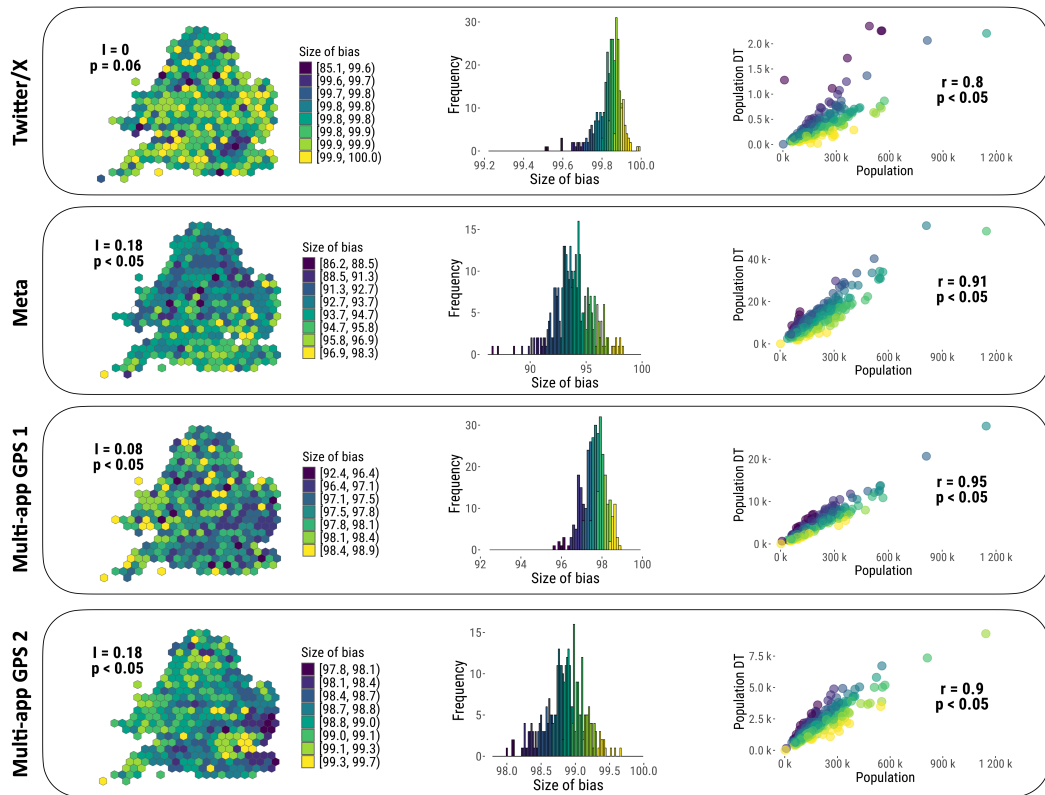 Twitter/X
I = 0
p = 0.06
Size of bias
[85.1, 99.6)
[99.6, 99.7)
[99.7, 99.8)
[99.8, 99.8)
[99.8, 99.8)
[99.8, 99.9)
[99.9, 99.9)
[99.9, 100.0)
Frequency
30
20
10
0
99.2 99.4 99.6 99.8 100.0
Size of bias
Population DT
2.0 k
1.5 k
1.0 k
0.5 k
0.0 k
0 k 300 k 600 k 900 k 1 200 k
Population
r = 0.8
p < 0.05
Meta
I = 0.18
p < 0.05
Size of bias
[86.2, 88.5)
[88.5, 91.3)
[91.3, 92.7)
[92.7, 93.7)
[93.7, 94.7)
[94.7, 95.8)
[95.8, 96.9)
[96.9, 98.3)
Frequency
15
10
5
0
90 95 100
Size of bias
Population DT
40 k
20 k
0 k
0 k 300 k 600 k 900 k 1 200 k
Population
r = 0.91
p < 0.05
Multi-app GPS 1
I = 0.08
p < 0.05
Size of bias
[92.4, 96.4)
[96.4, 97.1)
[97.1, 97.5)
[97.5, 97.8)
[97.8, 98.1)
[98.1, 98.4)
[98.4, 98.9)
Frequency
30
20
10
0
92 94 96 98 100
Size of bias
Population DT
20 k
10 k
0 k
0 k 300 k 600 k 900 k 1 200 k
Population
r = 0.95
p < 0.05
Multi-app GPS 2
I = 0.18
p < 0.05
Size of bias
[97.8, 98.1)
[98.1, 98.4)
[98.4, 98.7)
[98.7, 98.8)
[98.8, 99.0)
[99.0, 99.1)
[99.1, 99.3)
[99.3, 99.7)
Frequency
15
10
5
0
98.0 98.5 99.0 99.5 100.0
Size of bias
Population DT
7.5 k
5.0 k
2.5 k
0.0 k
0 k 300 k 600 k 900 k 1 200 k
Population
r = 0.9
p < 0.05